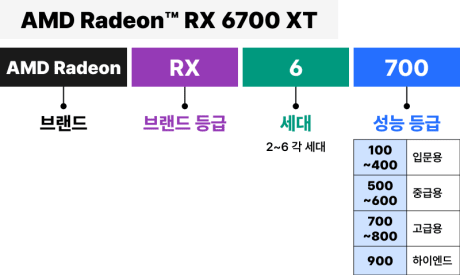 AMD Radeon™ RX 6700 XT
AMD Radeon RX 6 700
브랜드 브랜드 등급 세대 성능 등급
2~6 각 세대
100
~400 입문용
500
~600 중급용
700
~800 고급용
900 하이엔드